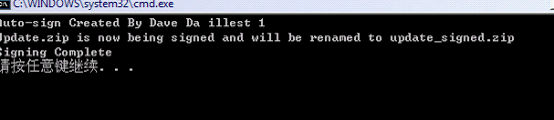 C:\WINDOWS\system32\cmd.exe
Auto-sign Created By Dave Da illest 1
Update.zip is now being signed and will be renamed to update_signed.zip
Signing Complete
请按任意键继续. . .